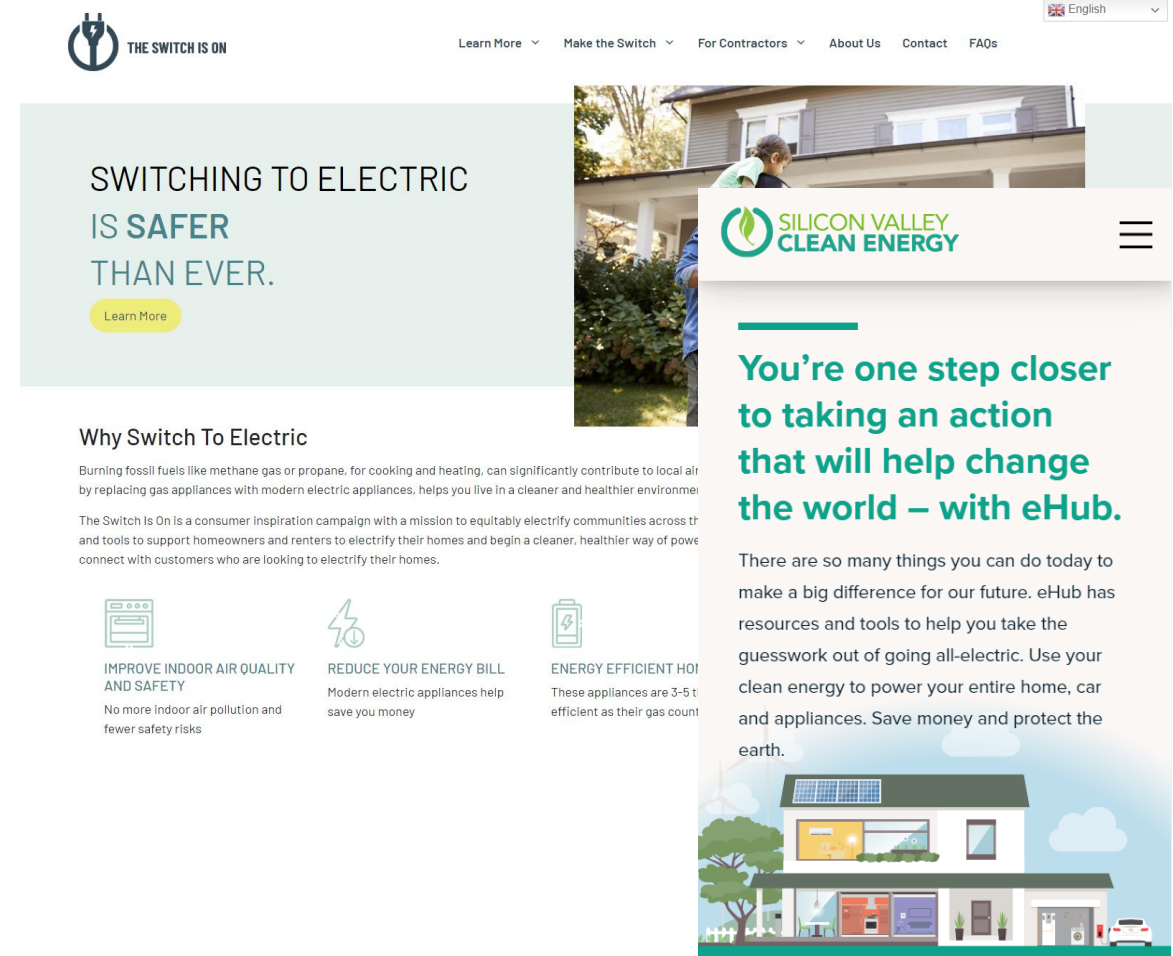 English
THE SWITCH IS ON
Learn More
Make the Switch
For Contractors
About Us
Contact
FAQs
SWITCHING TO ELECTRIC
IS SAFER
THAN EVER.
Learn More
Why Switch To Electric
Burning fossil fuels like methane gas or propane, for cooking and heating, can significantly contribute to local air
by replacing gas appliances with modern electric appliances, helps you live in a cleaner and healthier
The Switch Is On is a consumer inspiration campaign with a mission to equitably electrify communities across
and tools to support homeowners and renters to electrify their homes and begin a cleaner, healthier way of
connect with customers who are looking to electrify their homes.
IMPROVE INDOOR AIR QUALITY
AND SAFETY
No more indoor air pollution and
fewer safety risks
REDUCE YOUR ENERGY BILL
Modern electric appliances help
save you money
ENERGY EFFICIENT
These appliances are 3-5
efficient as their gas
SILICON VALLEY
CLEAN ENERGY
You're one step closer
to taking an action
that will help change
the world – with eHub.
There are so many things you can do today to
make a big difference for our future. eHub has
resources and tools to help you take the
guesswork out of going all-electric. Use your
clean energy to power your entire home, car
and appliances. Save money and protect the
earth.